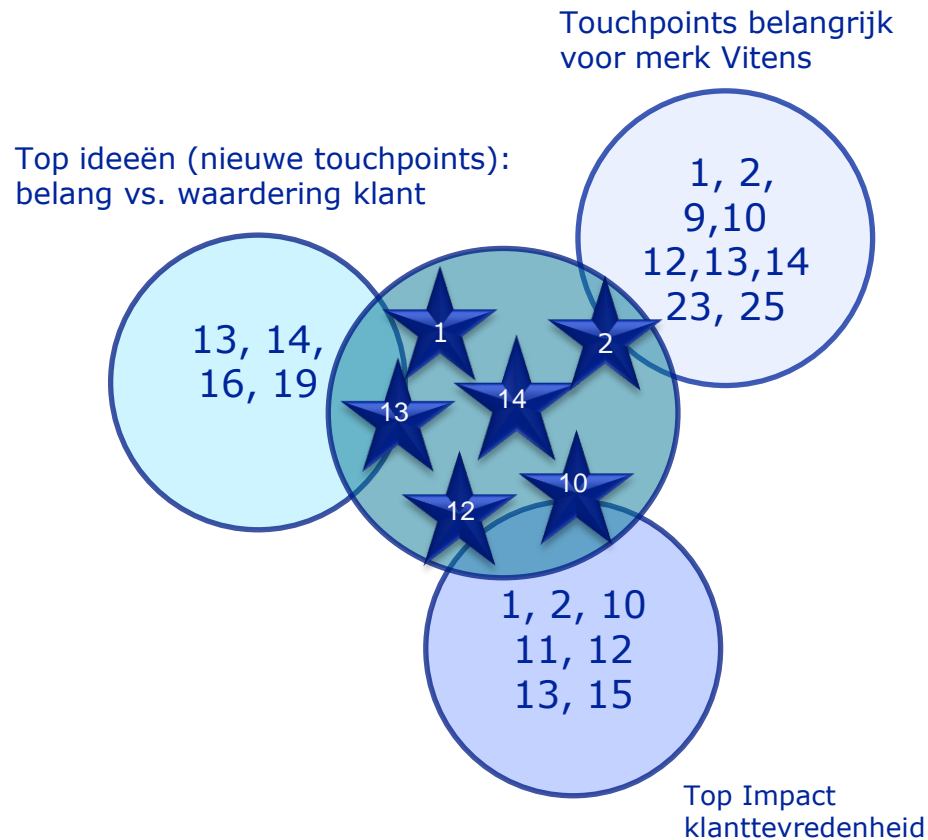 Touchpoints belangrijk
voor merk Vitens
Top ideeën (nieuwe touchpoints):
belang vs. waardering klant
1, 2,
9,10
12,13,14
23, 25
13, 14,
16, 19
1
2
13
14
12
10
1, 2, 10
11, 12
13, 15
Top Impact
klanttevredenheid